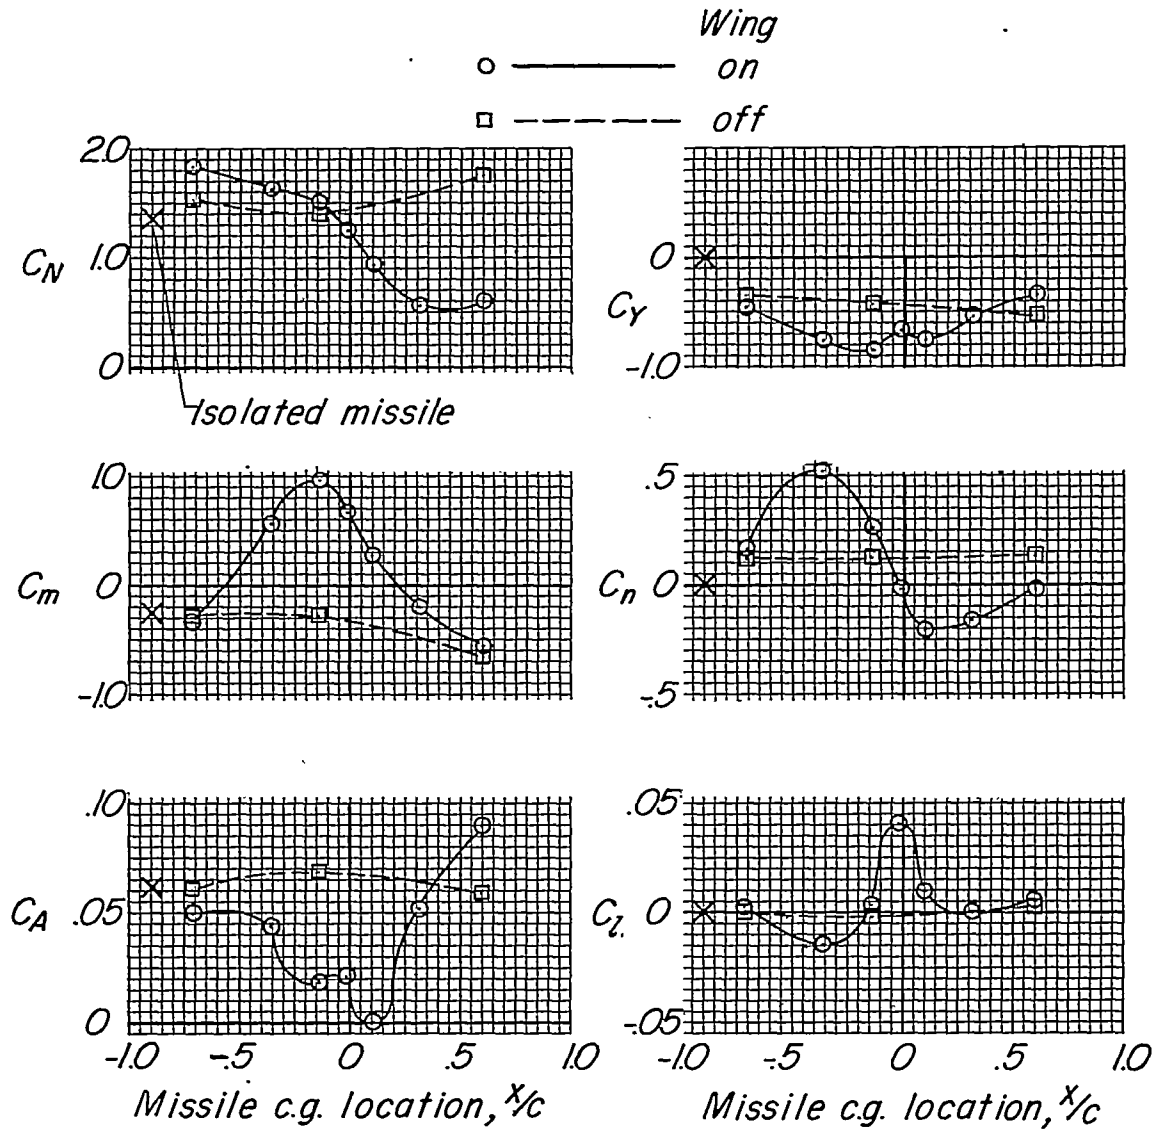 Wing
on
off
2.0
C_N 1.0
0
Isolated missile
0
C_Y
-1.0
1.0
C_m 0
-1.0
.5
C_n 0
-.5
.10
C_A .05
0
-1.0 -.5 0 .5 1.0
Missile c.g. location, x/c
.05
C_l 0
-.05
-1.0 -.5 0 .5 1.0
Missile c.g. location, x/c